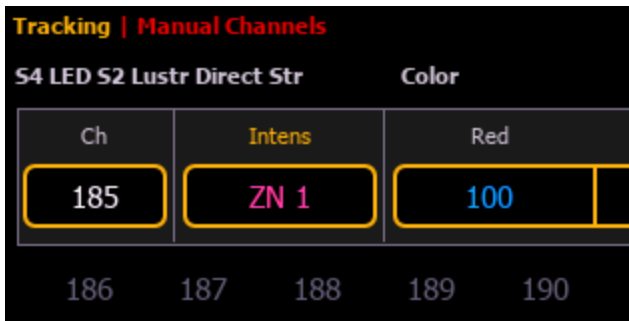 Tracking | Manual Channels
S4 LED S2 Lustr Direct Str Color
Ch Intens Red
185 ZN 1 100
186 187 188 189 190